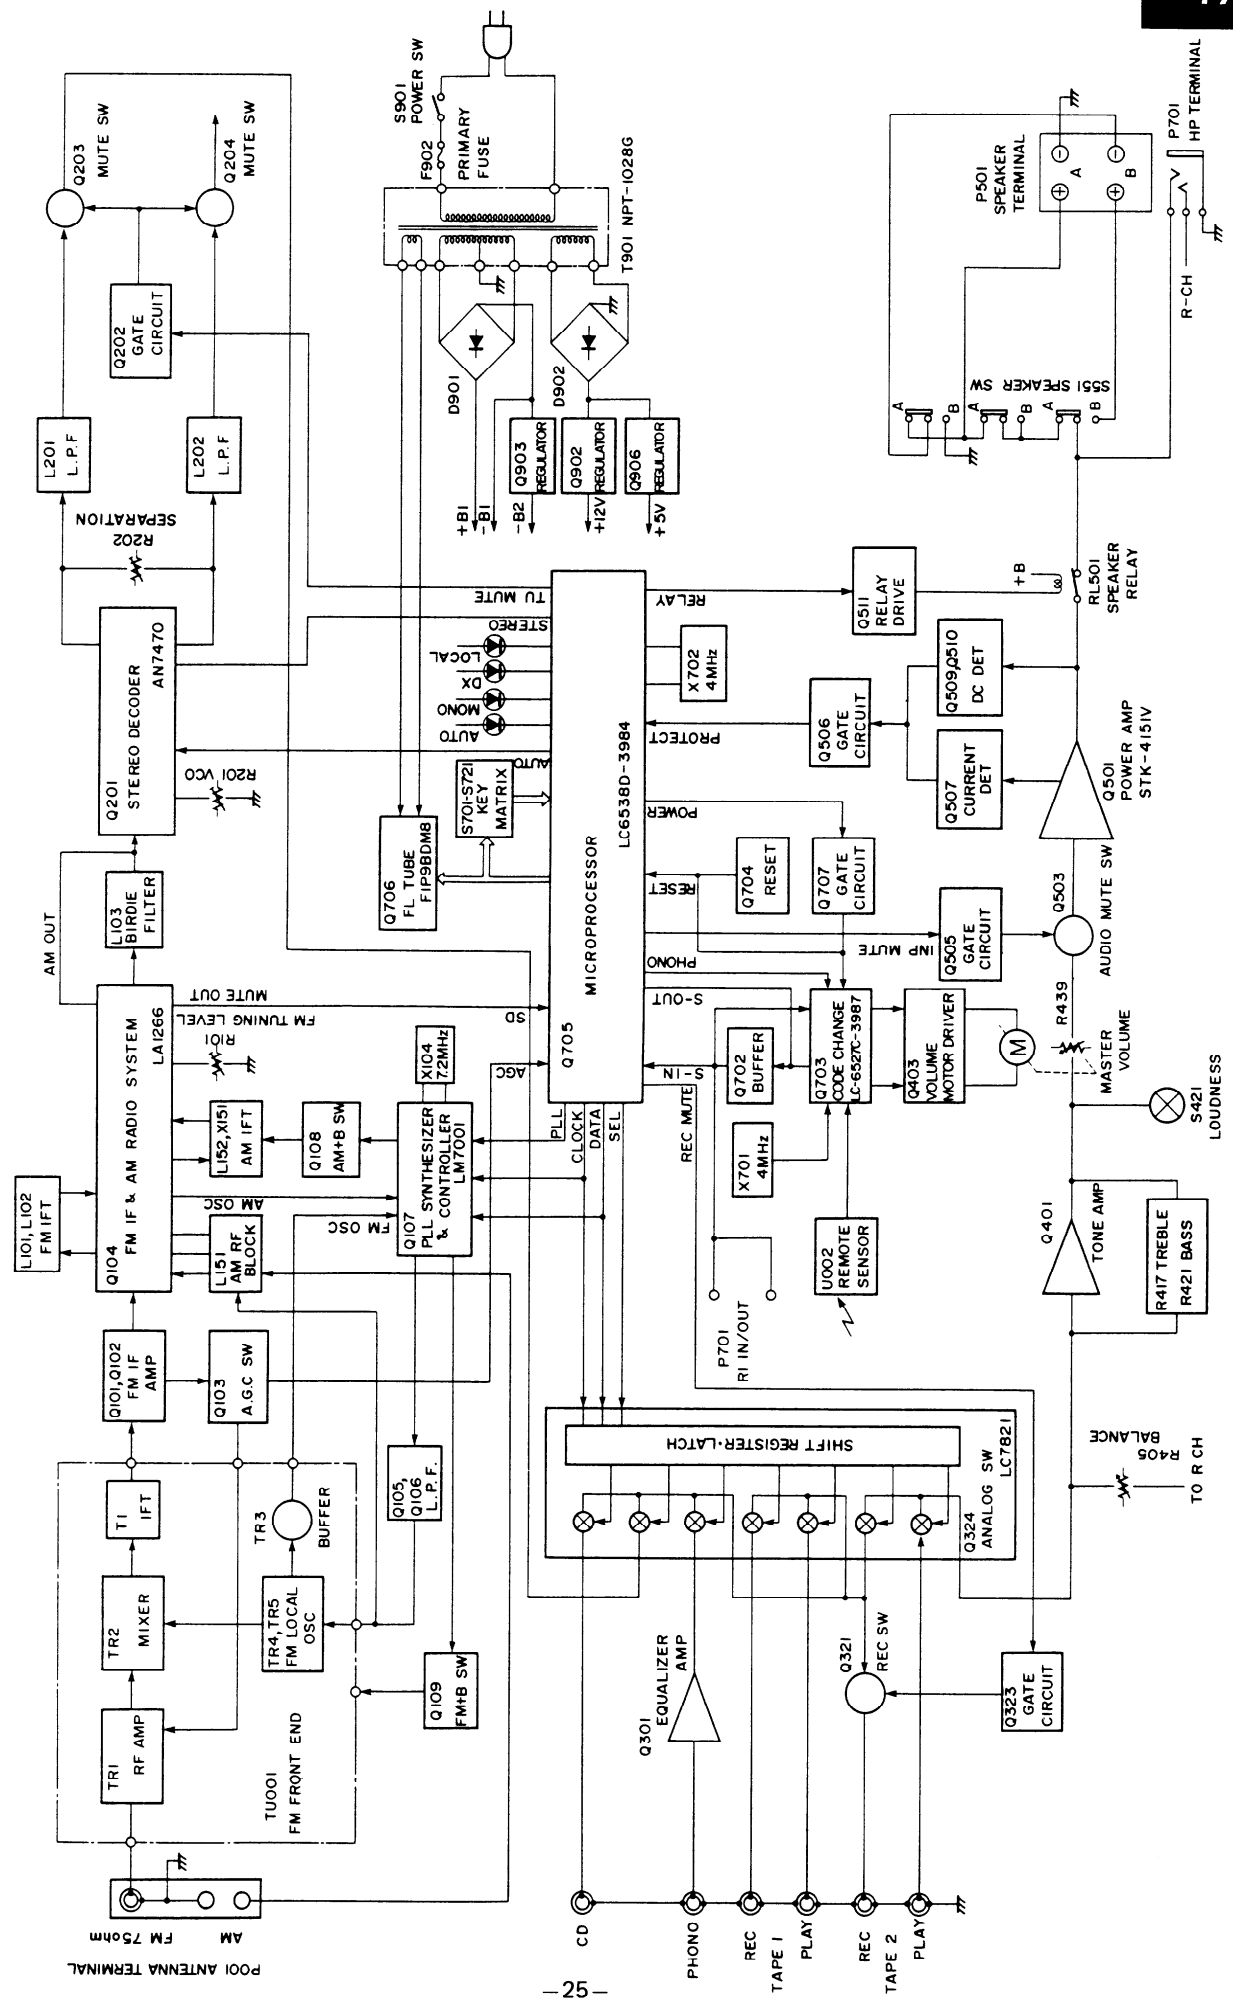 P001 ANTENNA TERMINAL
FM 75ohm
AM
TU001
FM FRONT END
TR1
RF AMP
TR2
MIXER
T1
IFT
TR3
BUFFER
TR4, TR5
FM LOCAL
OSC
Q109
FM+B SW
Q105,
Q106
L.P.F.
Q101, Q102
FM IF
AMP
Q103
A.G.C SW
L101, L102
FM IFT
Q104
FM IF & AM RADIO SYSTEM
LA1266
L151
AM RF
BLOCK
L152, X151
AM IFT
Q108
AM+B SW
AM OSC
FM OSC
Q107
PLL SYNTHESIZER
& CONTROLLER
LM7001
X104
7.2MHz
R101
FM TUNING LEVEL
MUTE OUT
AM OUT
L103
BIRDIE
FILTER
Q201
STEREO DECODER
AN7470
R201 VCO
R202
SEPARATION
L201
L.P.F
L202
L.P.F
Q202
GATE
CIRCUIT
Q203
MUTE SW
Q204
MUTE SW
S901
POWER SW
F902
PRIMARY
FUSE
T901 NPT-1028G
D901
D902
Q903
REGULATOR
Q902
REGULATOR
Q906
REGULATOR
+B1
-B1
-B2
+12V
+5V
Q706
FL TUBE
FIP9BDM8
S701-S721
KEY
MATRIX
AUTO
MONO
DX
LOCAL
STEREO
TU MUTE
AUTO
SD
AGC
Q705
MICROPROCESSOR
LC6538D-3984
PLL
CLOCK
DATA
SEL
REC MUTE
S-IN
S-OUT
PHONO
INP MUTE
RESET
POWER
PROTECT
RELAY
X702
4MHz
Q704
RESET
Q707
GATE
CIRCUIT
Q702
BUFFER
Q703
CODE CHANGE
LC-6527C-3987
X701
4MHz
U002
REMOTE
SENSOR
P701
RI IN/OUT
Q403
VOLUME
MOTOR DRIVER
M
R439
MASTER
VOLUME
Q505
GATE
CIRCUIT
Q503
AUDIO MUTE SW
Q506
GATE
CIRCUIT
Q507
CURRENT
DET
Q509, Q510
DC DET
Q511
RELAY
DRIVE
+B
RL501
SPEAKER
RELAY
Q501
POWER AMP
STK-4151V
S551 SPEAKER SW
A
B
A
B
A
B
P501
SPEAKER
TERMINAL
A
B
P701
HP TERMINAL
R-CH
S421
LOUDNESS
Q401
TONE AMP
R417 TREBLE
R421 BASS
R405
BALANCE
TO R CH
SHIFT REGISTER·LATCH
Q324
ANALOG SW
LC7821
Q301
EQUALIZER
AMP
Q321
REC SW
Q323
GATE
CIRCUIT
CD
PHONO
REC
TAPE 1
PLAY
REC
TAPE 2
PLAY
—25—